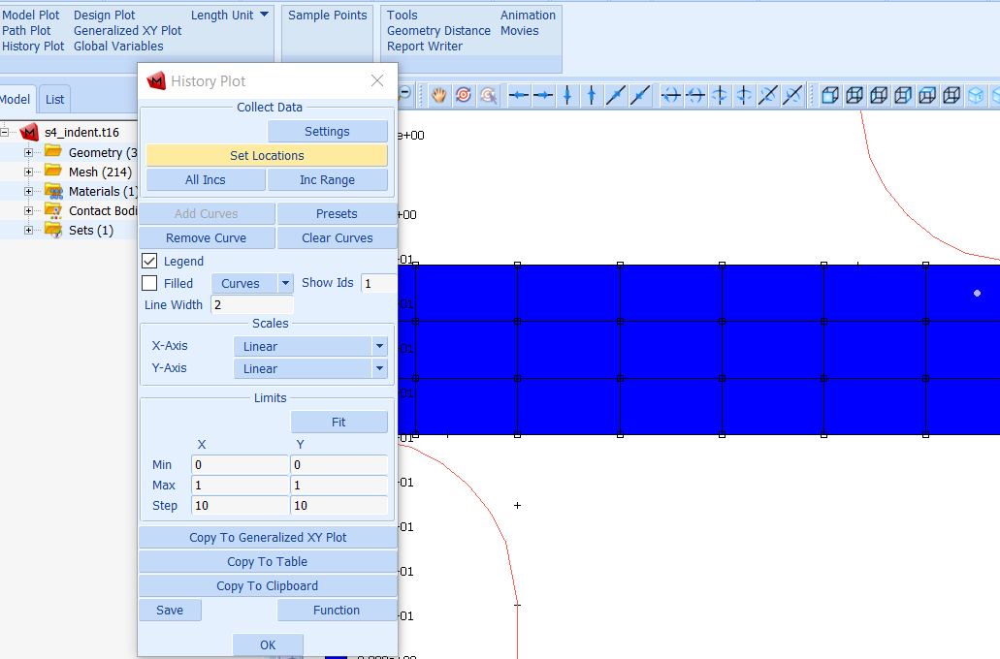 Model Plot Design Plot Length Unit Sample Points Tools Animation
Path Plot Generalized XY Plot Geometry Distance Movies
History Plot Global Variables Report Writer
History Plot
Model List
Collect Data
s4_indent.t16 Settings e+00
Geometry (3 Set Locations
Mesh (214) All Incs Inc Range
Materials (1)
Contact Bodi Add Curves Presets +00
Sets (1) Remove Curve Clear Curves
Legend -01
Filled Curves Show Ids 1
Line Width 2
Scales
X-Axis Linear
Y-Axis Linear
Limits
Fit
X Y -01
Min 0 0
Max 1 1 -01
Step 10 10
Copy To Generalized XY Plot -01
Copy To Table
Copy To Clipboard -01
Save Function -01
OK